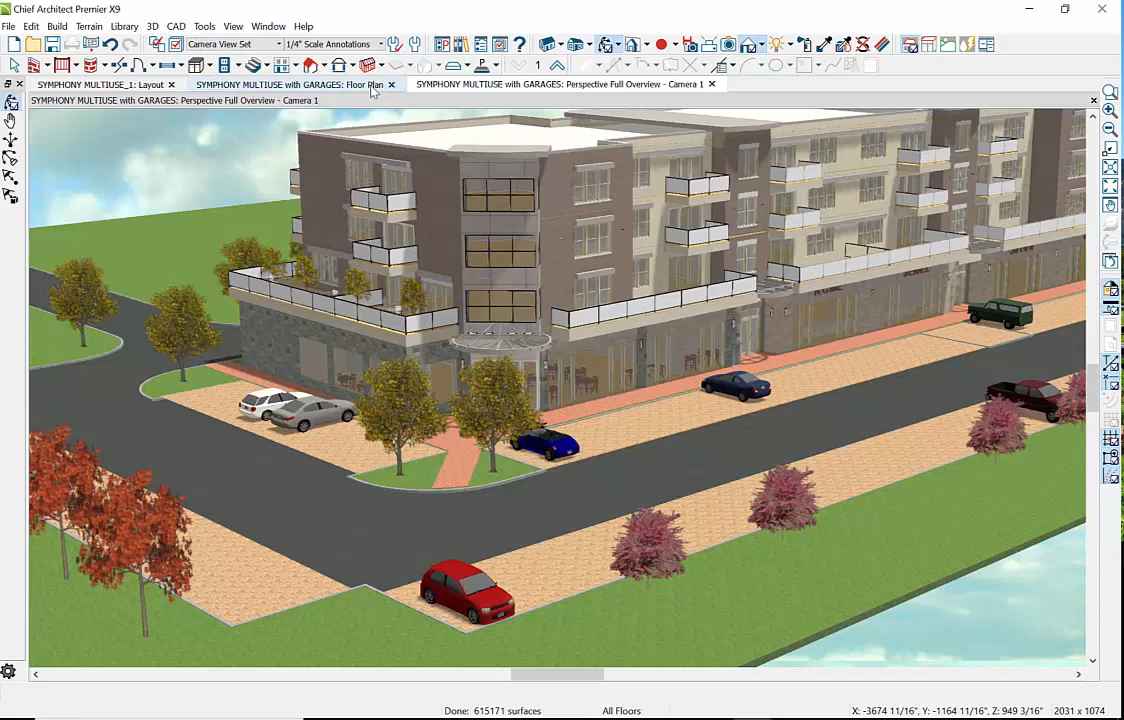 Chief Architect Premier X9
File Edit Build Terrain Library 3D CAD Tools View Window Help
Camera View Set 1/4" Scale Annotations
1
SYMPHONY MULTIUSE_1: Layout SYMPHONY MULTIUSE with GARAGES: Floor Plan SYMPHONY MULTIUSE with GARAGES: Perspective Full Overview - Camera 1
SYMPHONY MULTIUSE with GARAGES: Perspective Full Overview - Camera 1
Done: 615171 surfaces All Floors X: -3674 11/16", Y: -1164 11/16", Z: 949 3/16" 2031 x 1074